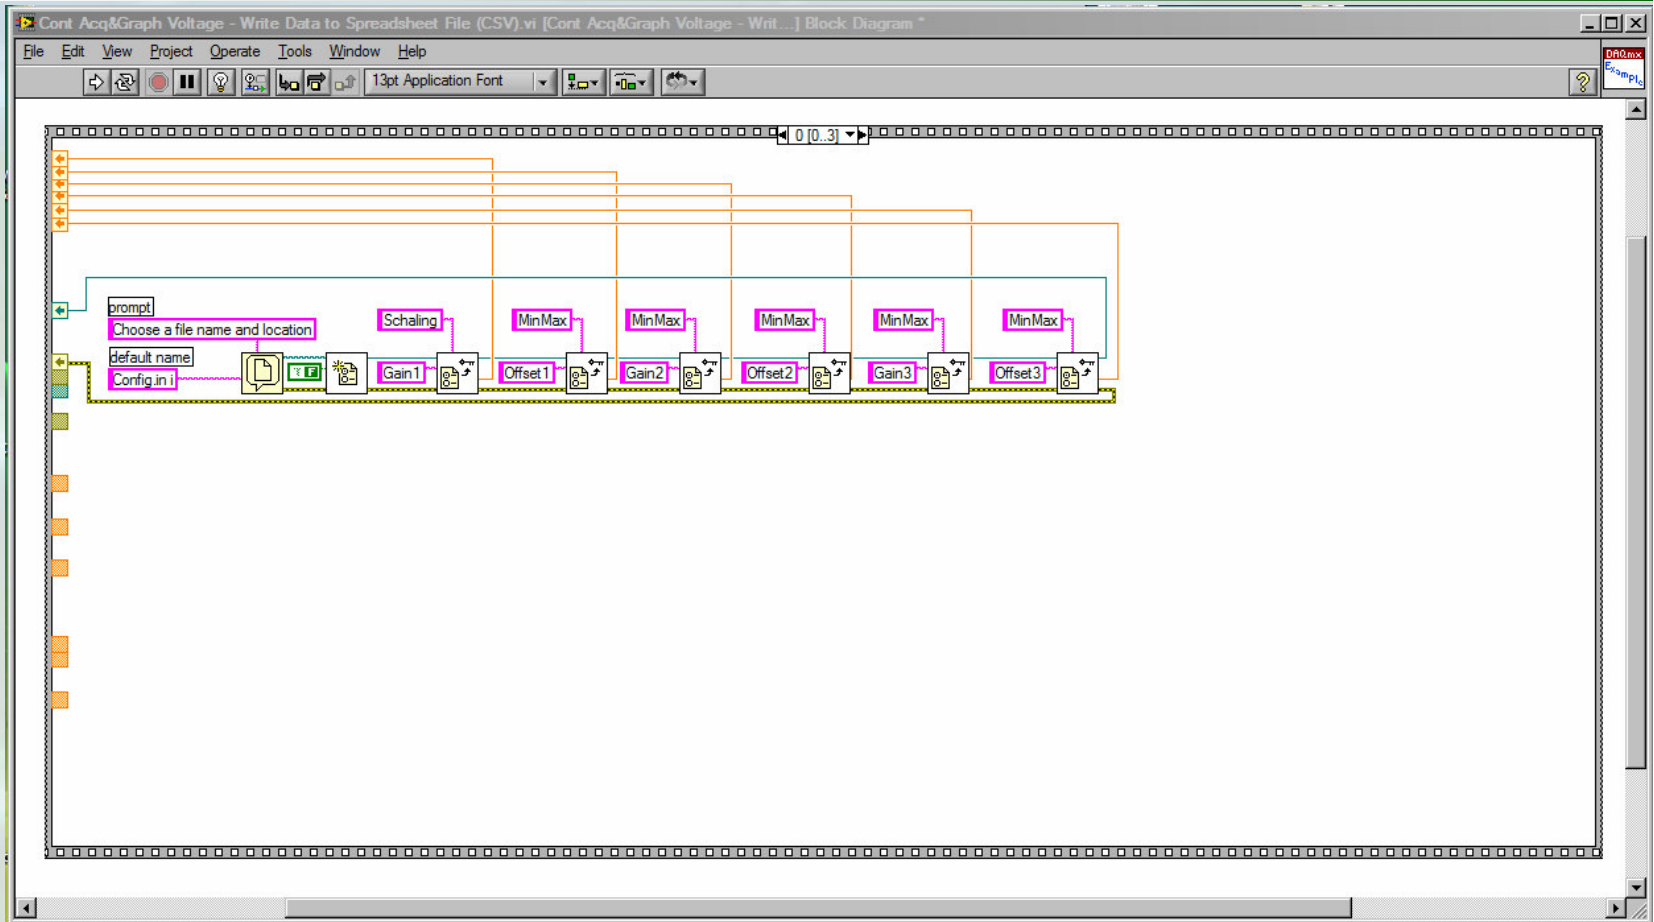 Cont Acq&Graph Voltage - Write Data to Spreadsheet File (CSV).vi [Cont Acq&Graph Voltage - Writ...] Block Diagram *
File Edit View Project Operate Tools Window Help
13pt Application Font
?
DAQmx
Example
0 [0..3]
prompt
Choose a file name and location
default name
Config.in i
F
Schaling
MinMax
MinMax
MinMax
MinMax
MinMax
Gain1
Offset1
Gain2
Offset2
Gain3
Offset3